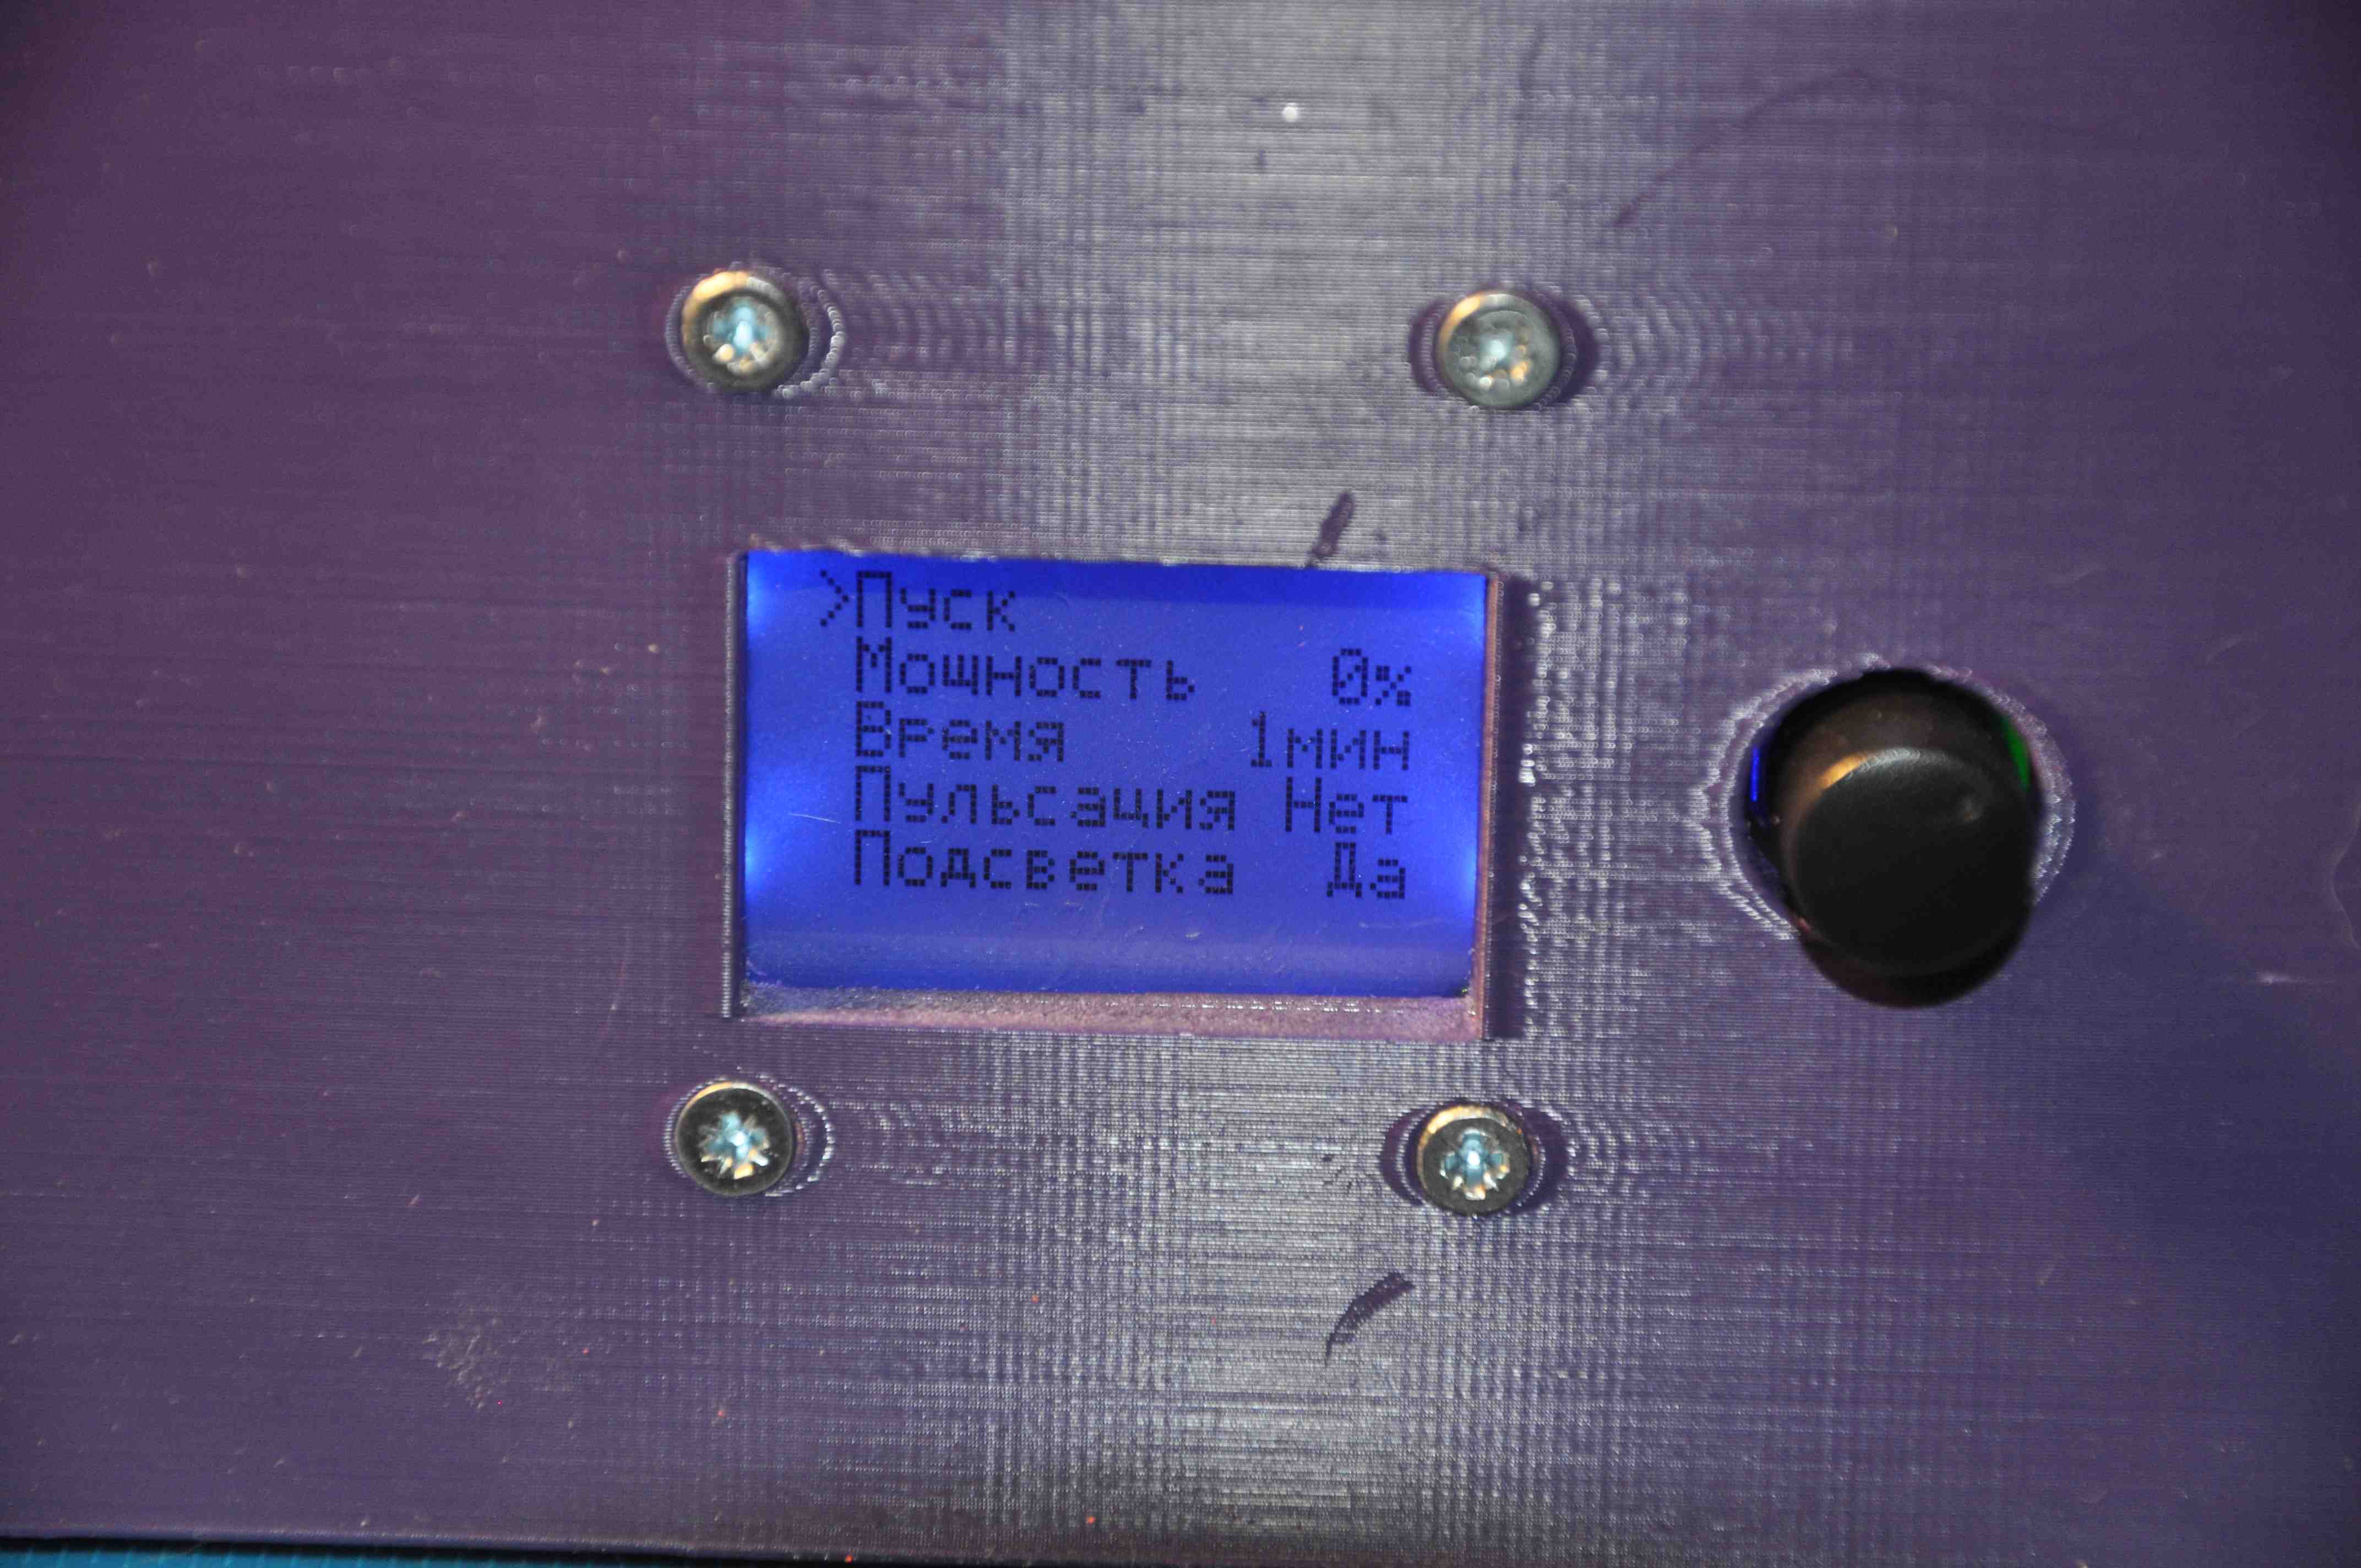 >Пуск
Мощность 0%
Время 1мин
Пульсация Нет
Подсветка Да